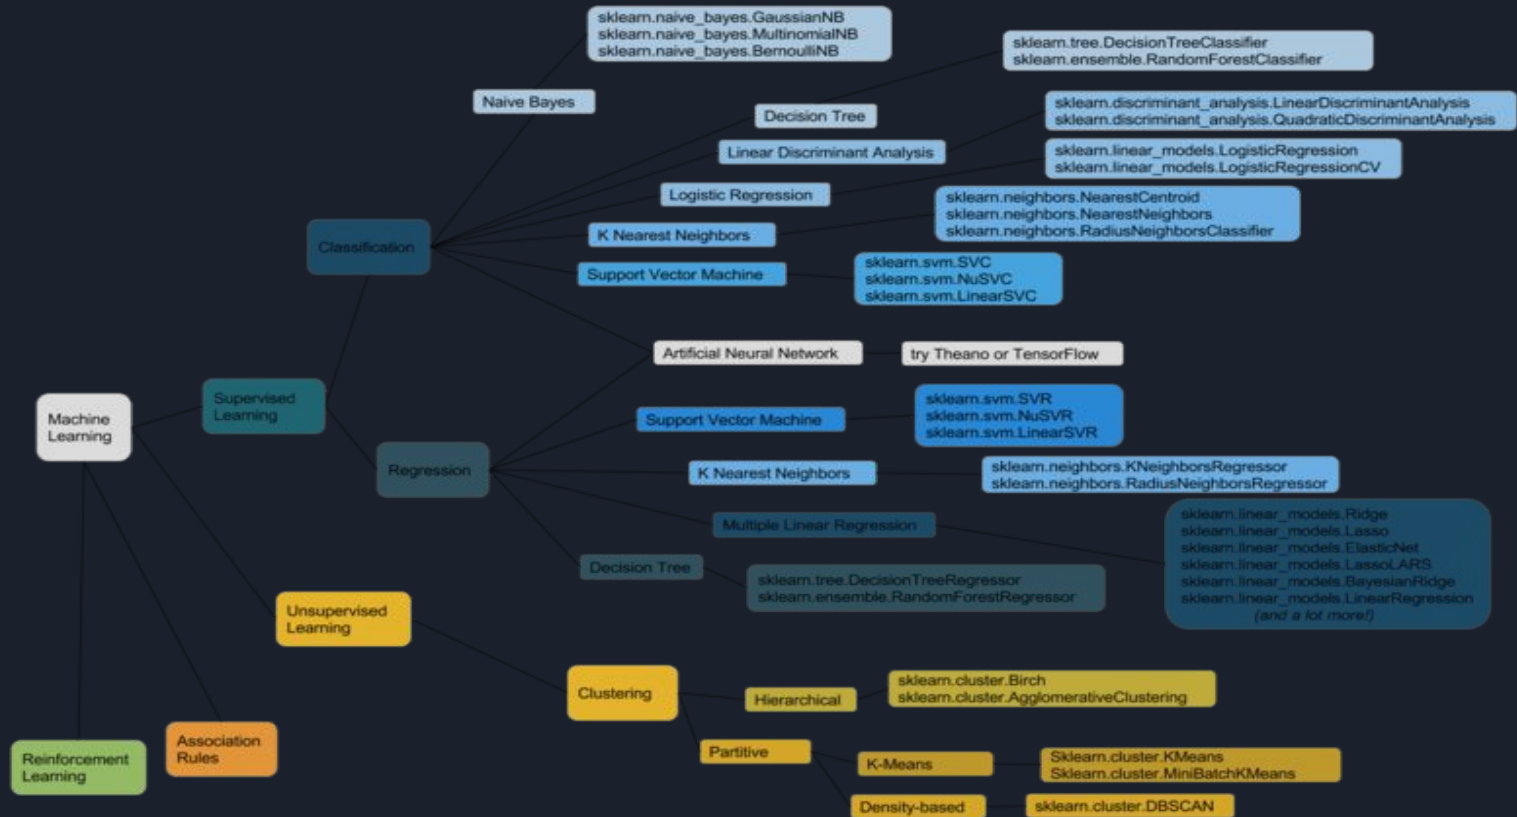 sklearn.naive_bayes.GaussianNB
sklearn.naive_bayes.MultinomialNB
sklearn.naive_bayes.BernoulliNB
sklearn.tree.DecisionTreeClassifier
sklearn.ensemble.RandomForestClassifier
Naive Bayes
Decision Tree
sklearn.discriminant_analysis.LinearDiscriminantAnalysis
sklearn.discriminant_analysis.QuadraticDiscriminantAnalysis
Linear Discriminant Analysis
sklearn.linear_models.LogisticRegression
sklearn.linear_models.LogisticRegressionCV
Logistic Regression
sklearn.neighbors.NearestCentroid
sklearn.neighbors.NearestNeighbors
sklearn.neighbors.RadiusNeighborsClassifier
K Nearest Neighbors
Classification
Support Vector Machine
sklearn.svm.SVC
sklearn.svm.NuSVC
sklearn.svm.LinearSVC
Artificial Neural Network
try Theano or TensorFlow
Supervised
Learning
Machine
Learning
Support Vector Machine
sklearn.svm.SVR
sklearn.svm.NuSVR
sklearn.svm.LinearSVR
Regression
K Nearest Neighbors
sklearn.neighbors.KNeighborsRegressor
sklearn.neighbors.RadiusNeighborsRegressor
Multiple Linear Regression
sklearn.linear_models.Ridge
sklearn.linear_models.Lasso
sklearn.linear_models.ElasticNet
sklearn.linear_models.LassoLARS
sklearn.linear_models.BayesianRidge
sklearn.linear_models.LinearRegression
(and a lot more!)
Decision Tree
sklearn.tree.DecisionTreeRegressor
sklearn.ensemble.RandomForestRegressor
Unsupervised
Learning
Clustering
Hierarchical
sklearn.cluster.Birch
sklearn.cluster.AgglomerativeClustering
Association
Rules
Reinforcement
Learning
Partitive
K-Means
Sklearn.cluster.KMeans
Sklearn.cluster.MiniBatchKMeans
Density-based
sklearn.cluster.DBSCAN